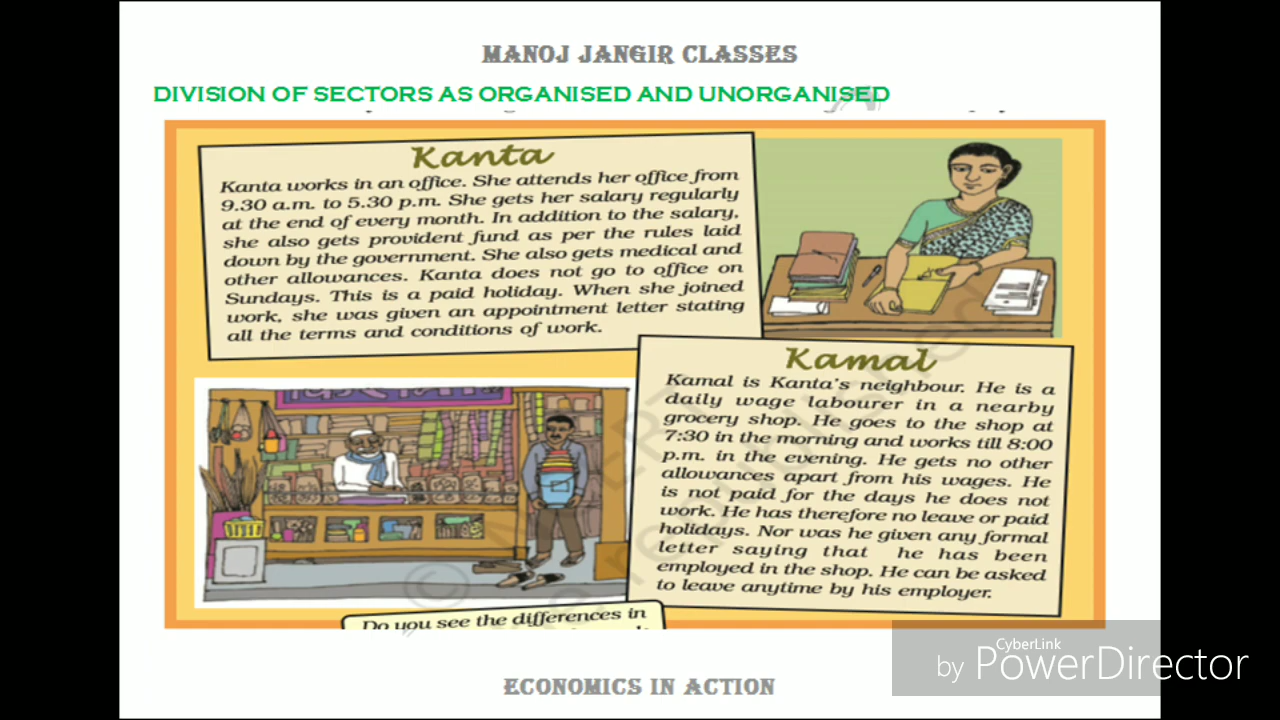 MANOJ JANGIR CLASSES
DIVISION OF SECTORS AS ORGANISED AND UNORGANISED
Kanta
Kanta works in an office. She attends her office from
9.30 a.m. to 5.30 p.m. She gets her salary regularly
at the end of every month. In addition to the salary,
she also gets provident fund as per the rules laid
down by the government. She also gets medical and
other allowances. Kanta does not go to office on
Sundays. This is a paid holiday. When she joined
work, she was given an appointment letter stating
all the terms and conditions of work.
Kamal
Kamal is Kanta's neighbour. He is a
daily wage labourer in a nearby
grocery shop. He goes to the shop at
7:30 in the morning and works till 8:00
p.m. in the evening. He gets no other
allowances apart from his wages. He
is not paid for the days he does not
work. He has therefore no leave or paid
holidays. Nor was he given any formal
letter saying that he has been
employed in the shop. He can be asked
to leave anytime by his employer.
Do you see the differences in
CyberLink
by PowerDirector
ECONOMICS IN ACTION